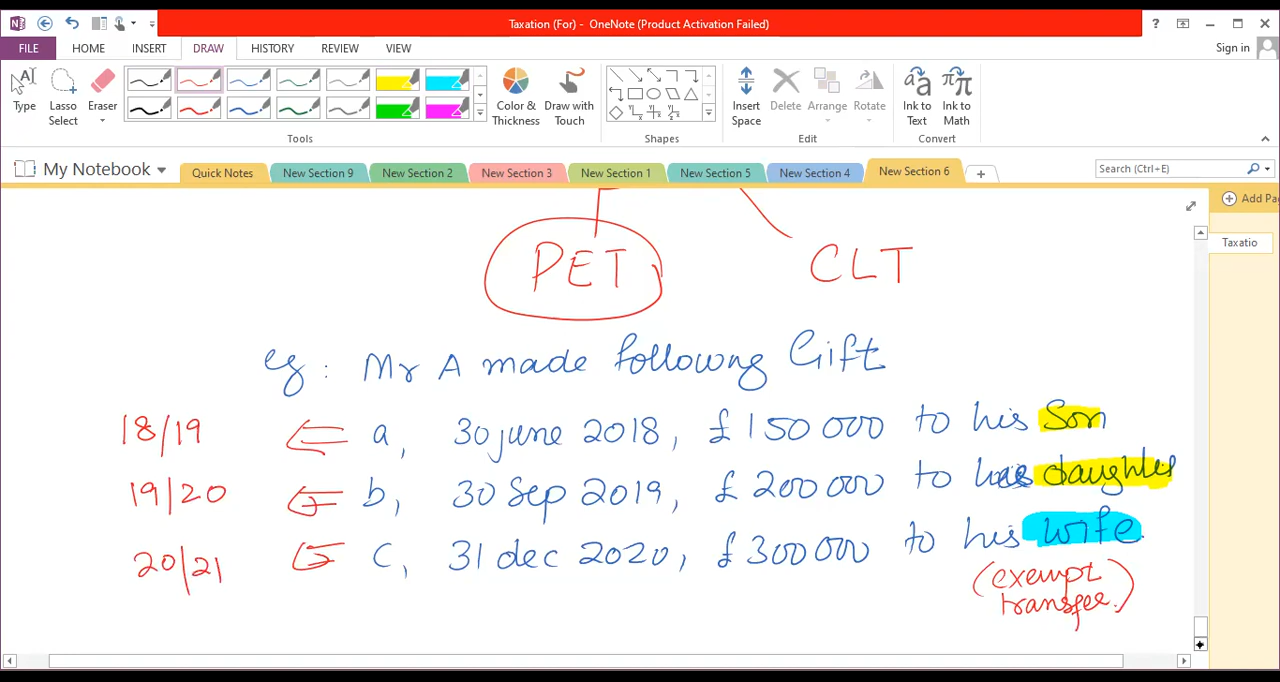 Taxation (For) - OneNote (Product Activation Failed)
FILE HOME INSERT DRAW HISTORY REVIEW VIEW
Sign in
Type
Lasso Select
Eraser
Color & Thickness
Draw with Touch
Insert Space
Delete
Arrange
Rotate
Ink to Text
Ink to Math
Tools
Shapes
Edit
Convert
My Notebook
Quick Notes
New Section 9
New Section 2
New Section 3
New Section 1
New Section 5
New Section 4
New Section 6
Search (Ctrl+E)
Add Pa
Taxatio
PET CLT
eg : Mr A made following Gift
18/19 a, 30 june 2018, £150 000 to his Son
19/20 b, 30 Sep 2019, £200000 to daughter
20/21 c, 31 dec 2020, £300000 to his wife.
(exempt
transfer.)